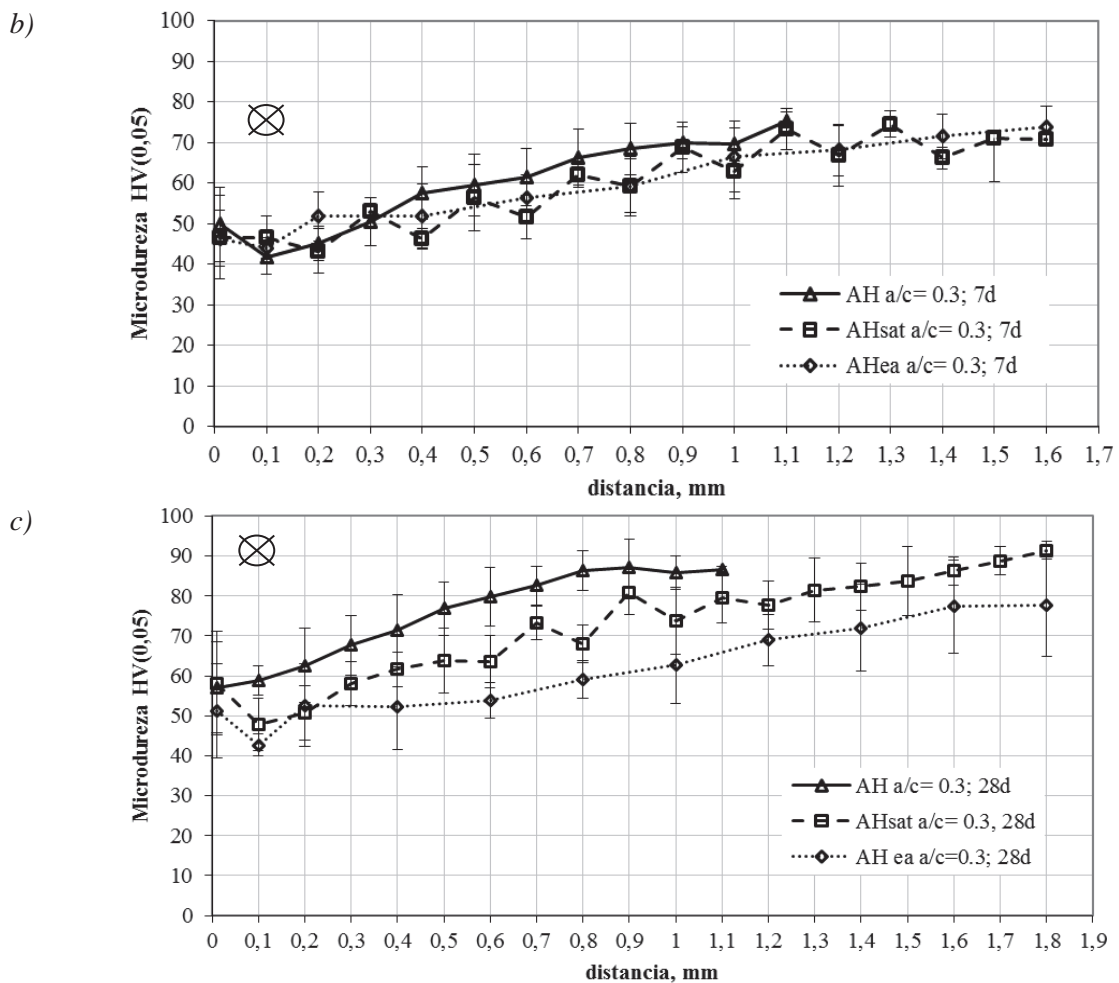 b)
Microdureza HV(0,05)
100
90
80
70
60
50
40
30
20
10
0
AH a/c= 0.3; 7d
AHsat a/c= 0.3; 7d
AHea a/c= 0.3; 7d
0 0,1 0,2 0,3 0,4 0,5 0,6 0,7 0,8 0,9 1 1,1 1,2 1,3 1,4 1,5 1,6 1,7
distancia, mm
c)
Microdureza HV(0,05)
100
90
80
70
60
50
40
30
20
10
0
AH a/c= 0.3; 28d
AHsat a/c= 0.3, 28d
AH ea a/c=0.3; 28d
0 0,1 0,2 0,3 0,4 0,5 0,6 0,7 0,8 0,9 1 1,1 1,2 1,3 1,4 1,5 1,6 1,7 1,8 1,9
distancia, mm